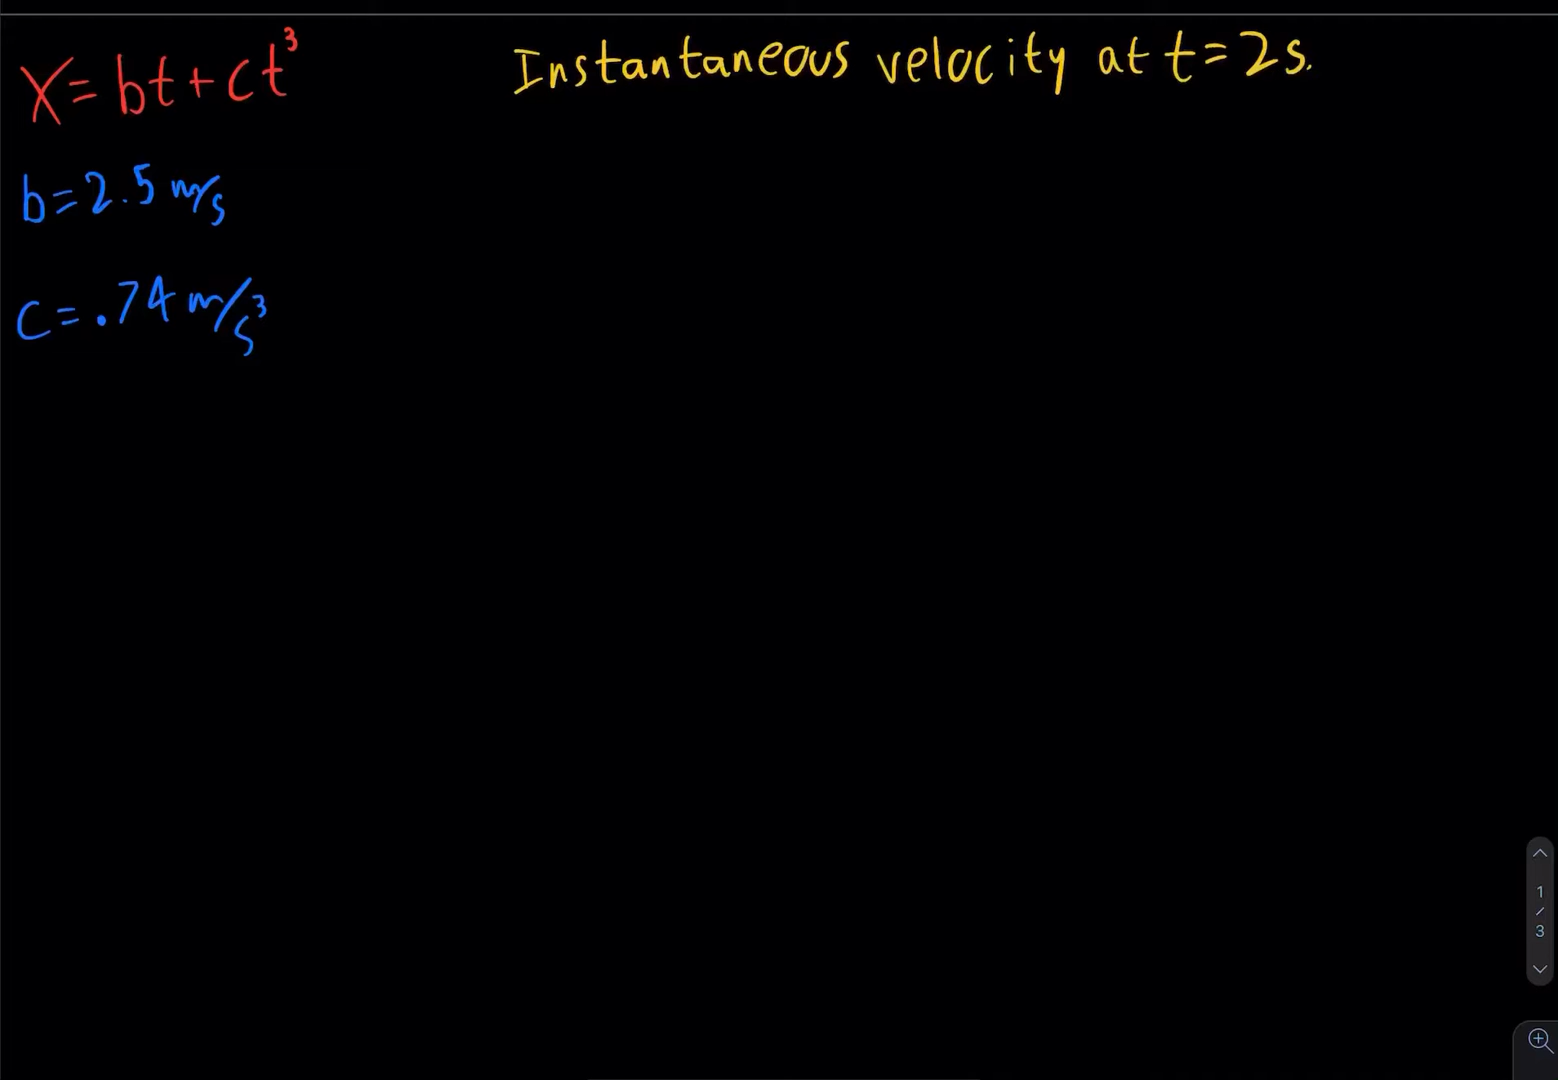 x=bt+ct³
Instantaneous velocity at t=2s.
b=2.5 m/s
c=.74 m/s³
1
/
3